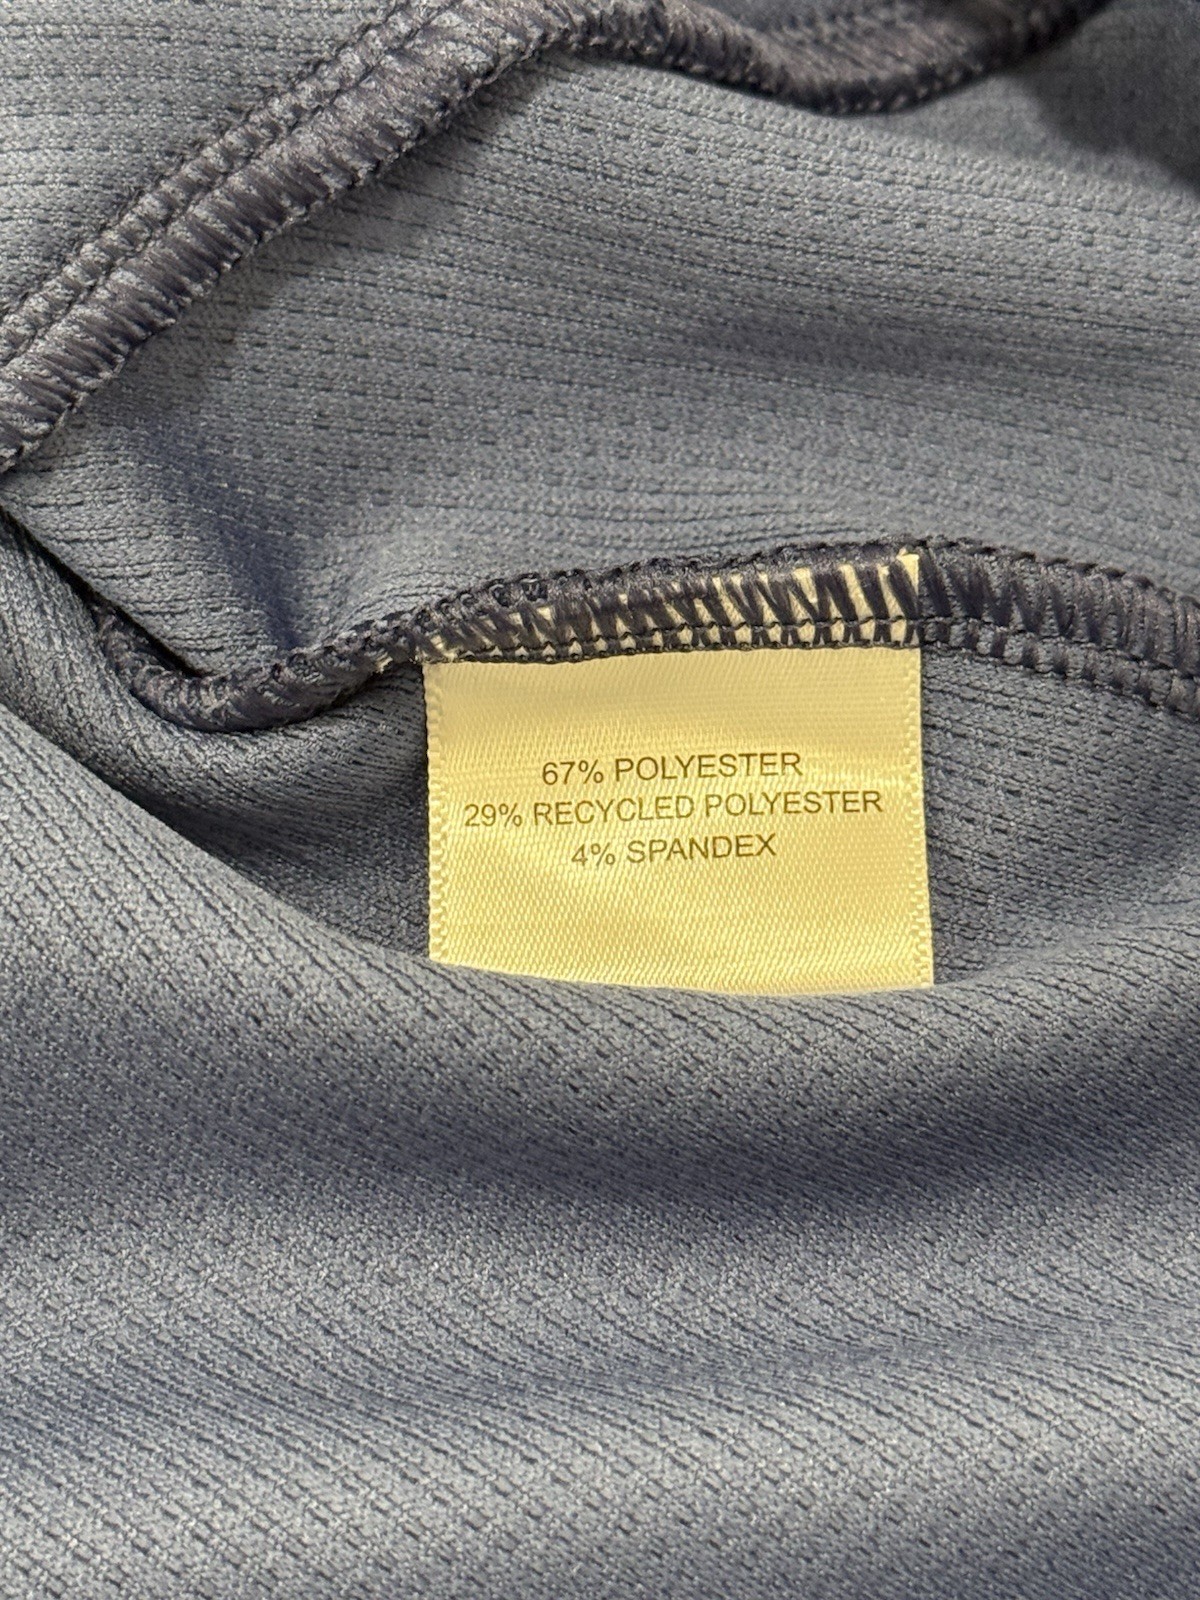 67% POLYESTER
29% RECYCLED POLYESTER
4% SPANDEX